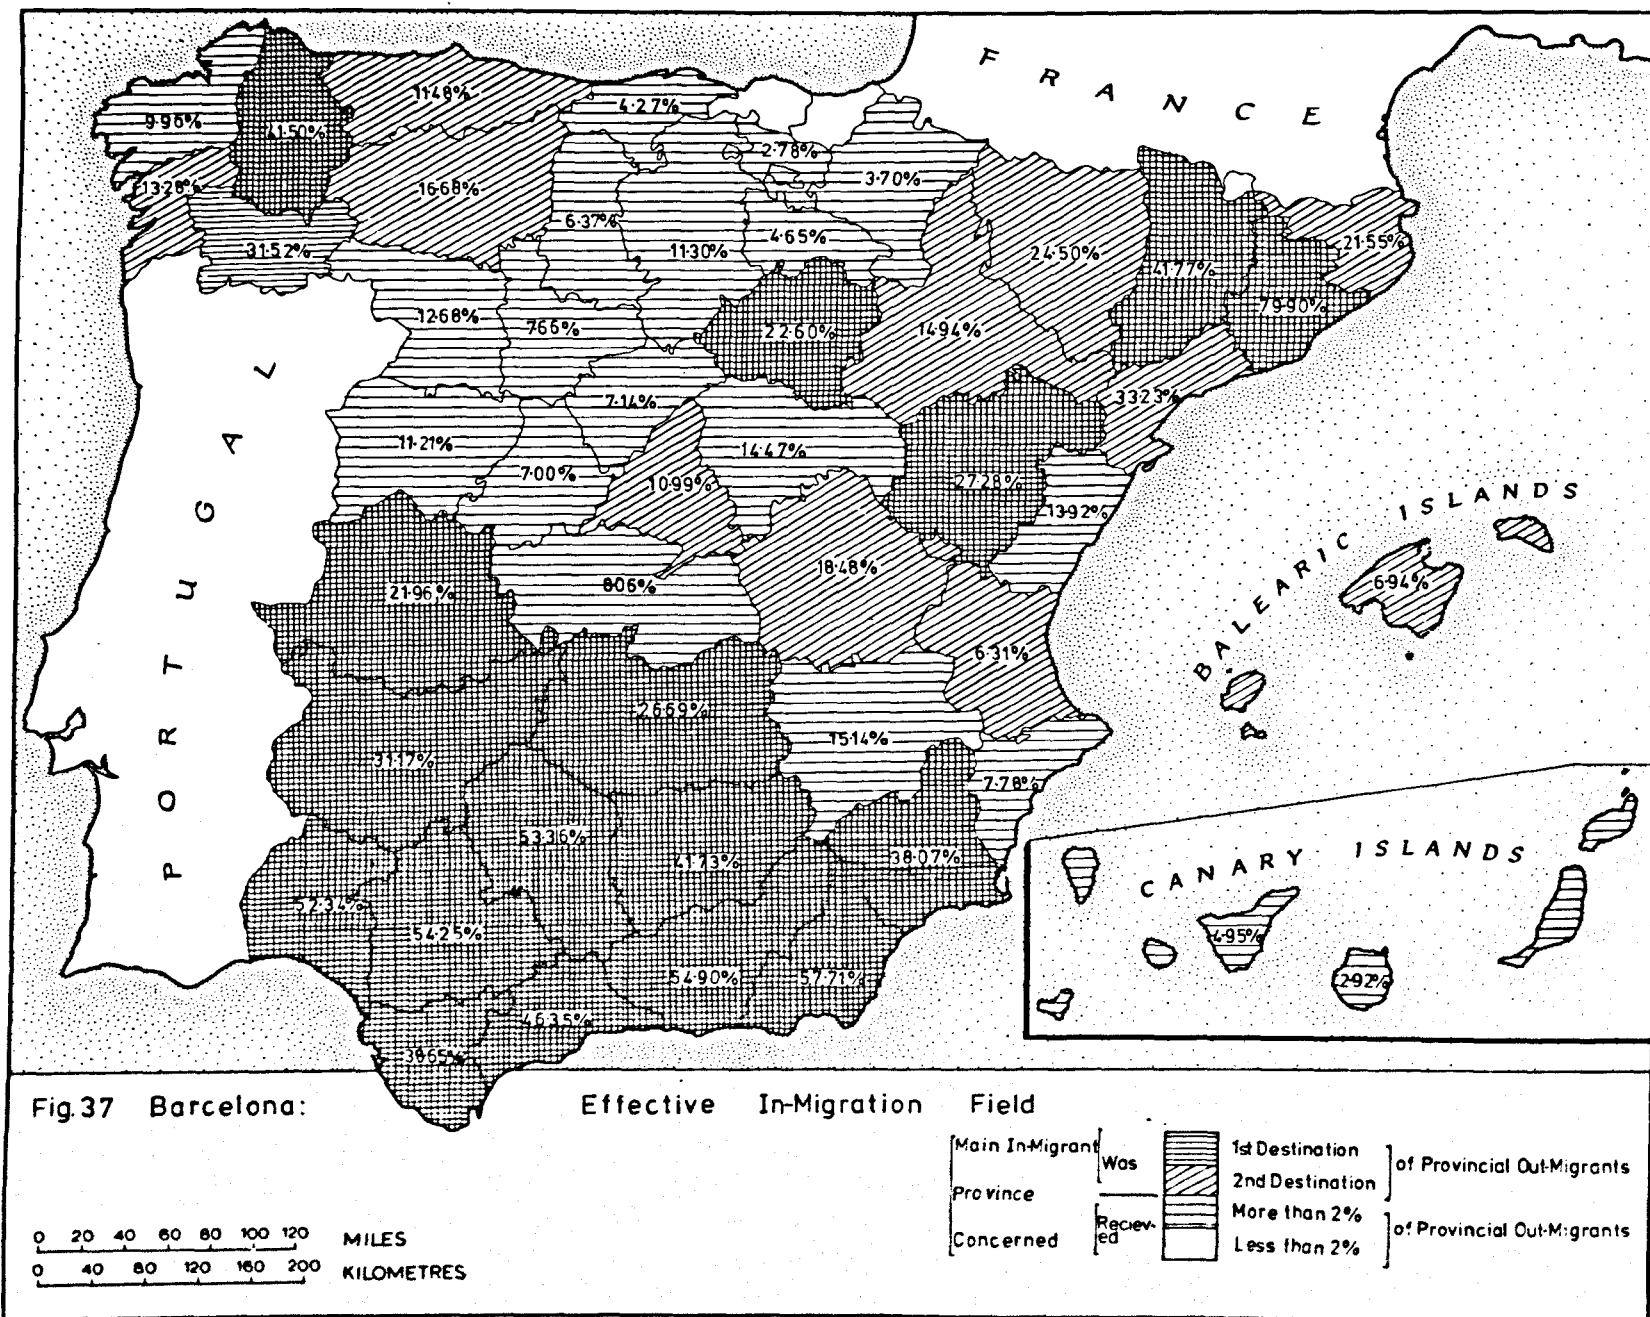 FRANCE
PORTUGAL
BALEARIC ISLANDS
CANARY ISLANDS
9·96%
41·50%
11·48%
4·27%
2·78%
3·70%
13·28%
16·68%
6·37%
11·30%
4·65%
31·52%
24·50%
41·77%
21·55%
79·90%
12·68%
7·66%
22·60%
14·94%
33·23%
11·21%
7·14%
14·47%
7·00%
10·99%
27·28%
13·92%
21·96%
8·06%
18·48%
6·94%
6·31%
26·69%
15·14%
31·17%
7·78%
53·36%
41·73%
38·07%
52·34%
54·25%
54·90%
57·71%
46·35%
4·95%
2·92%
Fig. 37 Barcelona: Effective In-Migration Field
Main In-Migrant
Province
Concerned
Was
Reciev-
ed
1st Destination
2nd Destination
of Provincial Out-Migrants
More than 2%
Less than 2%
of Provincial Out-Migrants
0 20 40 60 80 100 120 MILES
0 40 80 120 160 200 KILOMETRES